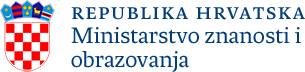 REPUBLIKA HRVATSKA
Ministarstvo znanosti i
obrazovanja